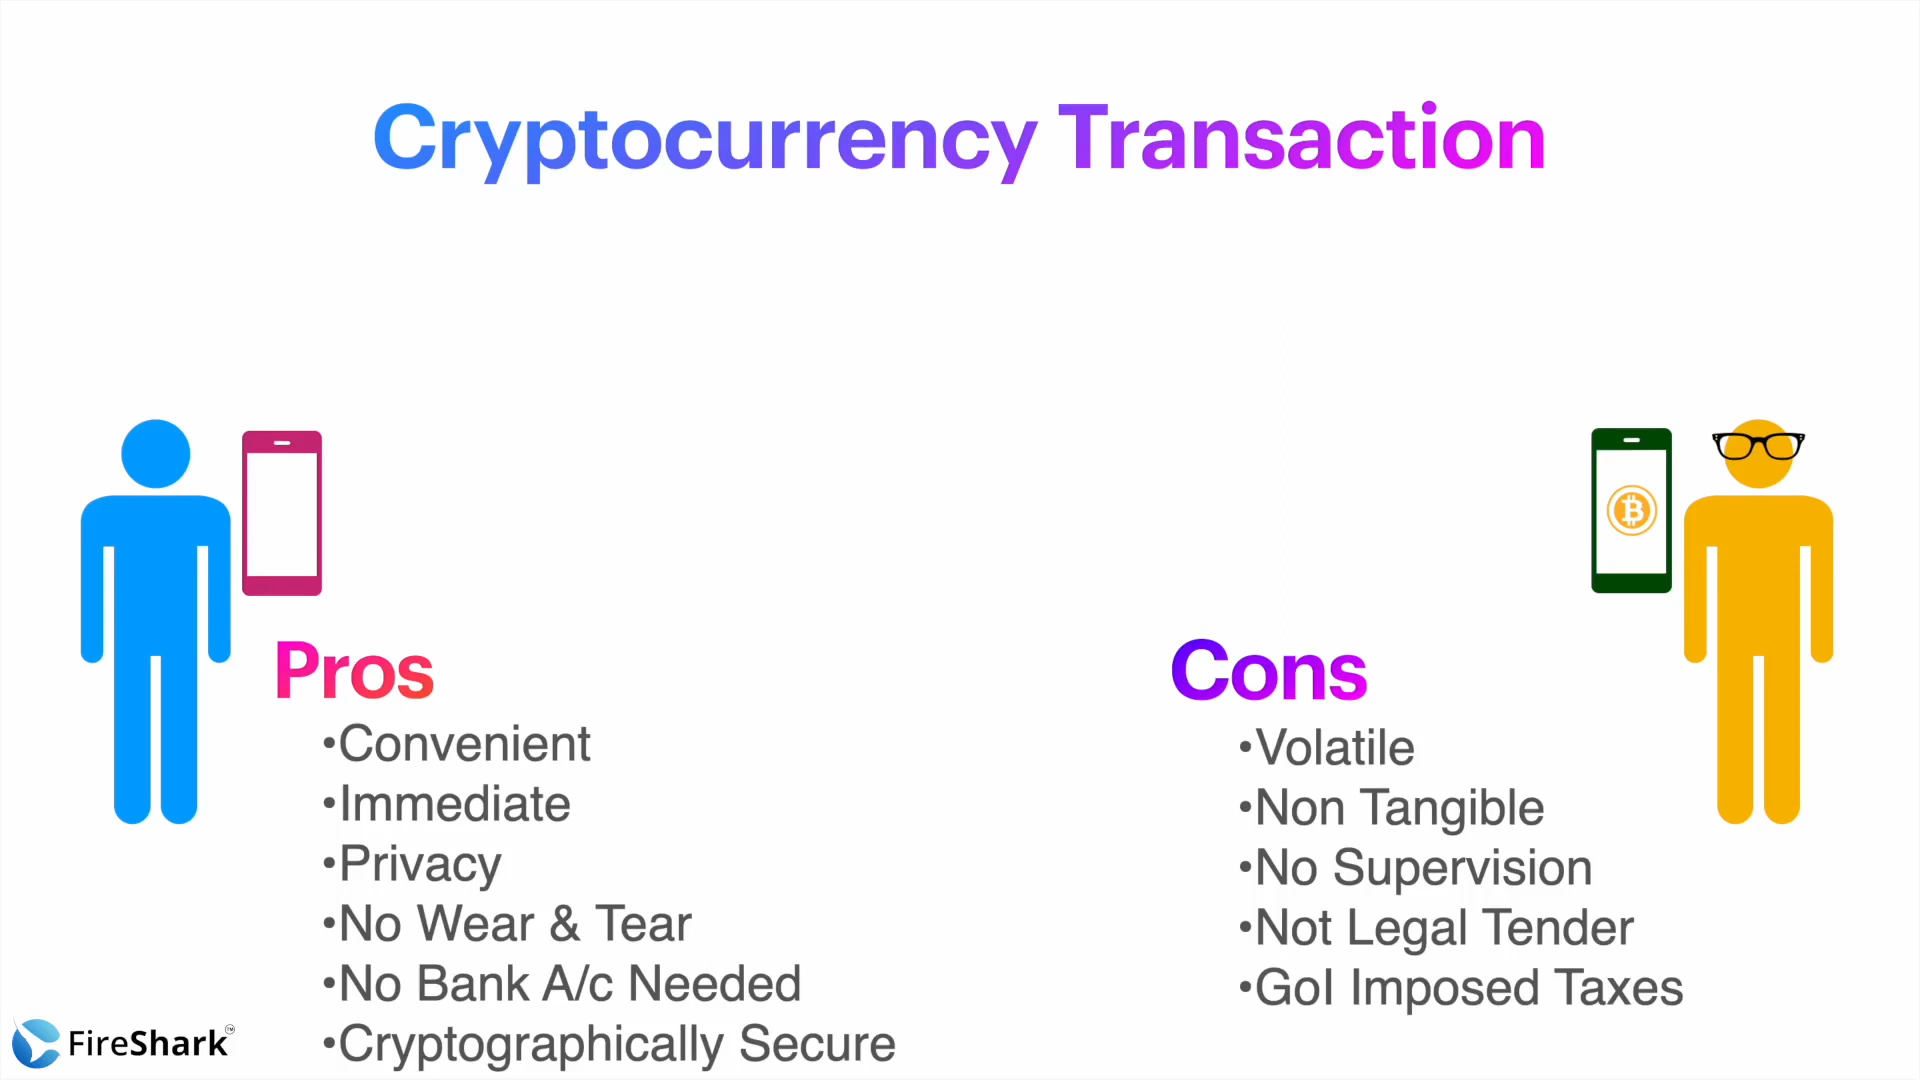 Cryptocurrency Transaction
Pros
•Convenient
•Immediate
•Privacy
•No Wear & Tear
•No Bank A/c Needed
•Cryptographically Secure
Cons
•Volatile
•Non Tangible
•No Supervision
•Not Legal Tender
•GoI Imposed Taxes
FireShark™